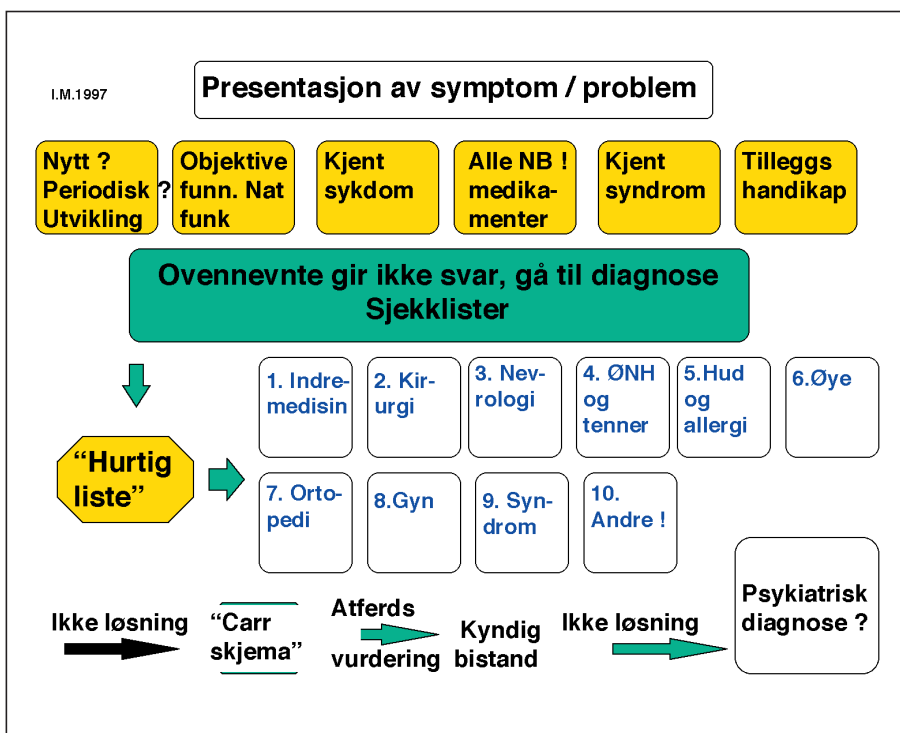 I.M.1997
Presentasjon av symptom / problem
Nytt ?
Periodisk ?
Utvikling
Objektive
funn. Nat
funk
Kjent
sykdom
Alle NB !
medika-
menter
Kjent
syndrom
Tilleggs
handikap
Ovennevnte gir ikke svar, gå til diagnose
Sjekklister
1. Indre-
medisin
2. Kir-
urgi
3. Nev-
rologi
4. ØNH
og
tenner
5.Hud
og
allergi
6.Øye
“Hurtig
liste”
7. Orto-
pedi
8.Gyn
9. Syn-
drom
10.
Andre !
Ikke løsning
“Carr
skjema”
Atferds
vurdering
Kyndig
bistand
Ikke løsning
Psykiatrisk
diagnose ?